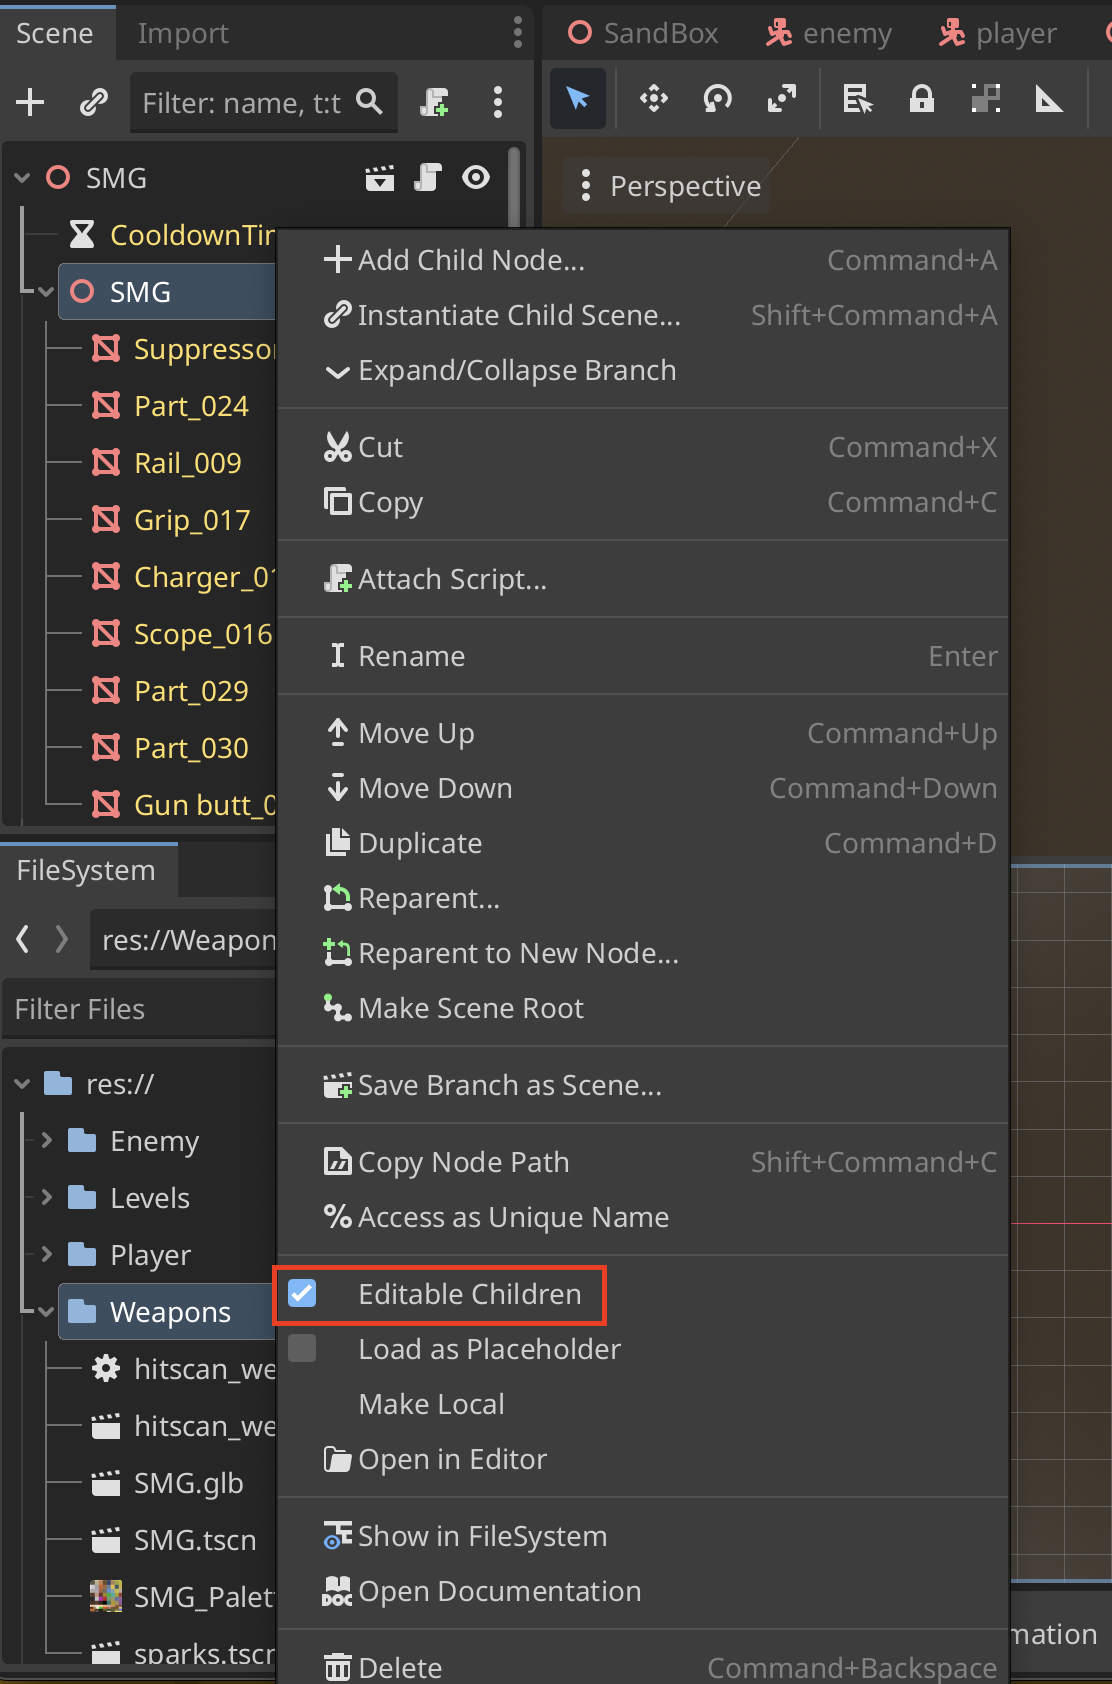 Scene Import
SandBox enemy player
Filter: name, t:t
Perspective
SMG
CooldownTi
SMG
Suppresso
Part_024
Rail_009
Grip_017
Charger_0
Scope_016
Part_029
Part_030
Gun butt_0
Add Child Node... Command+A
Instantiate Child Scene... Shift+Command+A
Expand/Collapse Branch
Cut Command+X
Copy Command+C
Attach Script...
Rename Enter
Move Up Command+Up
Move Down Command+Down
Duplicate Command+D
Reparent...
Reparent to New Node...
Make Scene Root
Save Branch as Scene...
Copy Node Path Shift+Command+C
% Access as Unique Name
Editable Children
Load as Placeholder
Make Local
Open in Editor
Show in FileSystem
DOC Open Documentation
Delete Command+Backspace
FileSystem
res://Weapon
Filter Files
res://
Enemy
Levels
Player
Weapons
hitscan_we
hitscan_we
SMG.glb
SMG.tscn
SMG_Palet
sparks.tscn
mation